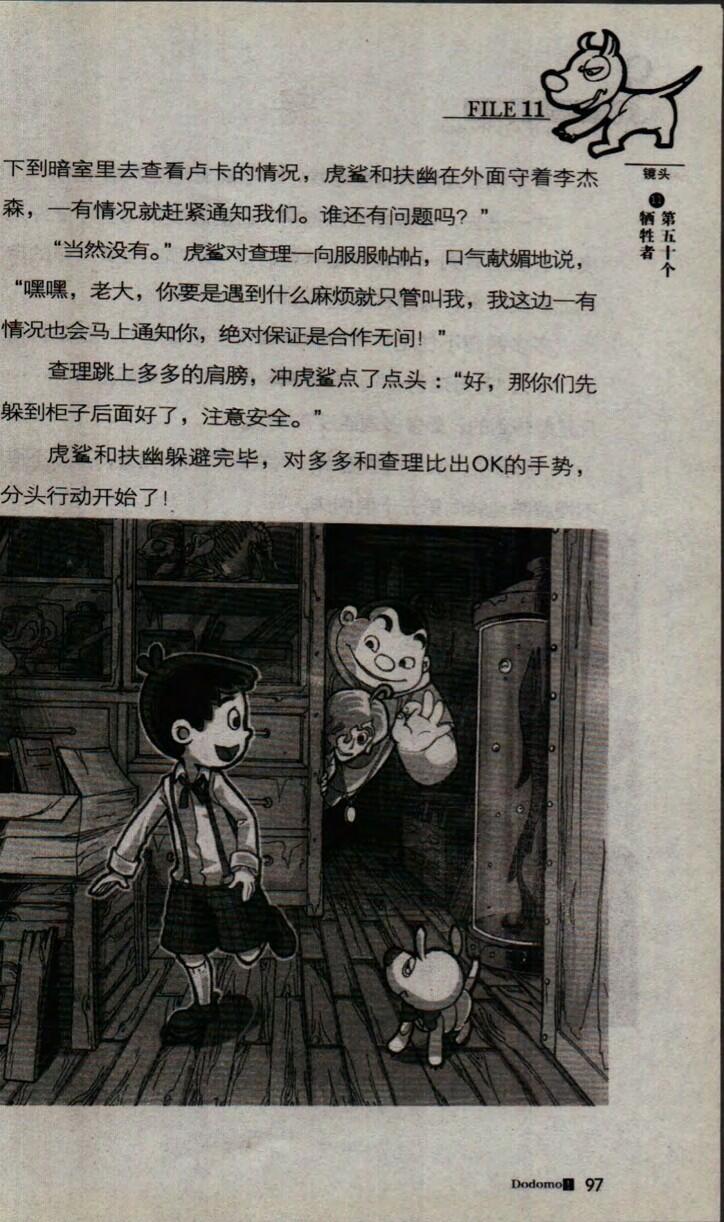 FILE 11
镜头
11
第五十个
牺牲者
下到暗室里去查看卢卡的情况，虎鲨和扶幽在外面守着李杰
森，一有情况就赶紧通知我们。谁还有问题吗？”
“当然没有。”虎鲨对查理一向服服帖帖，口气献媚地说，
“嘿嘿，老大，你要是遇到什么麻烦就只管叫我，我这边一有
情况也会马上通知你，绝对保证是合作无间！”
查理跳上多多的肩膀，冲虎鲨点了点头：“好，那你们先
躲到柜子后面好了，注意安全。”
虎鲨和扶幽躲避完毕，对多多和查理比出OK的手势，
分头行动开始了！
Dodomo! 97